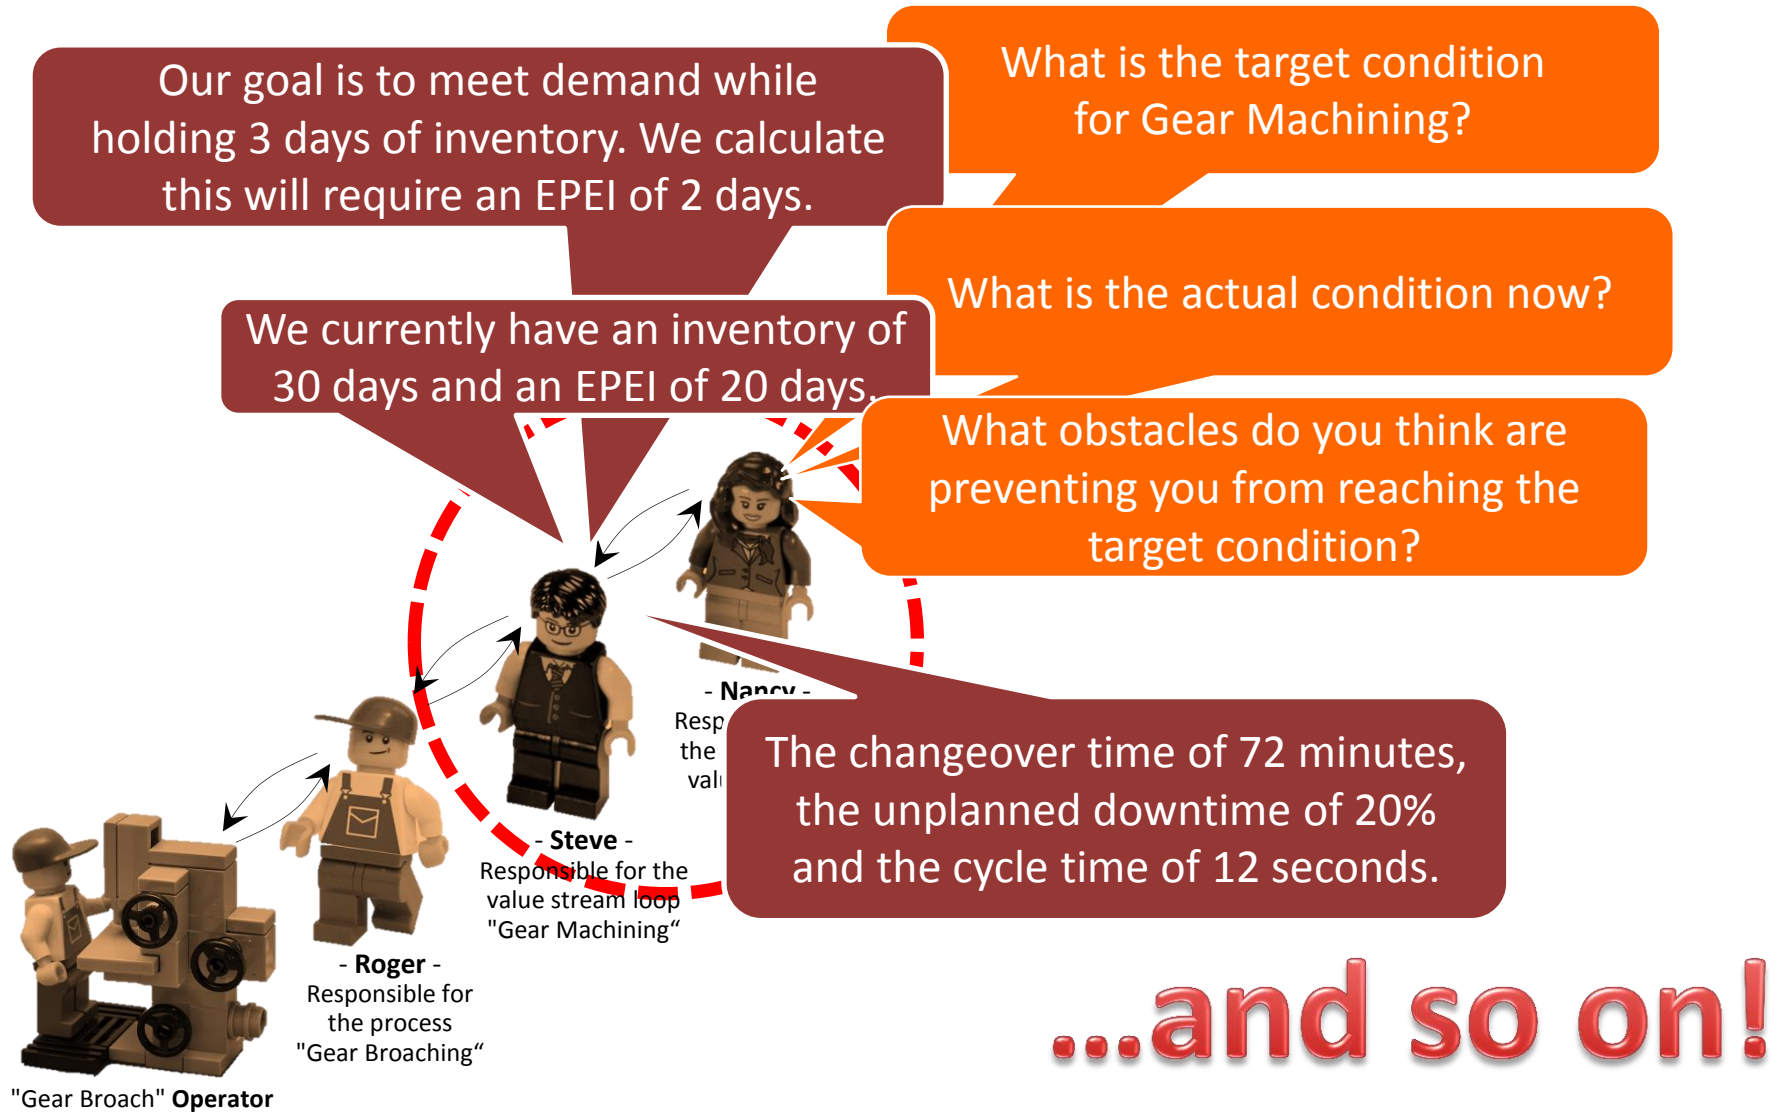 What is the target condition
for Gear Machining?
Our goal is to meet demand while
holding 3 days of inventory. We calculate
this will require an EPEI of 2 days.
What is the actual condition now?
We currently have an inventory of
30 days and an EPEI of 20 days.
What obstacles do you think are
preventing you from reaching the
target condition?
The changeover time of 72 minutes,
the unplanned downtime of 20%
and the cycle time of 12 seconds.
- Nancy -
the
- Steve -
Responsible for the
value stream loop
"Gear Machining“
- Roger -
Responsible for
the process
"Gear Broaching“
"Gear Broach" Operator
...and so on!